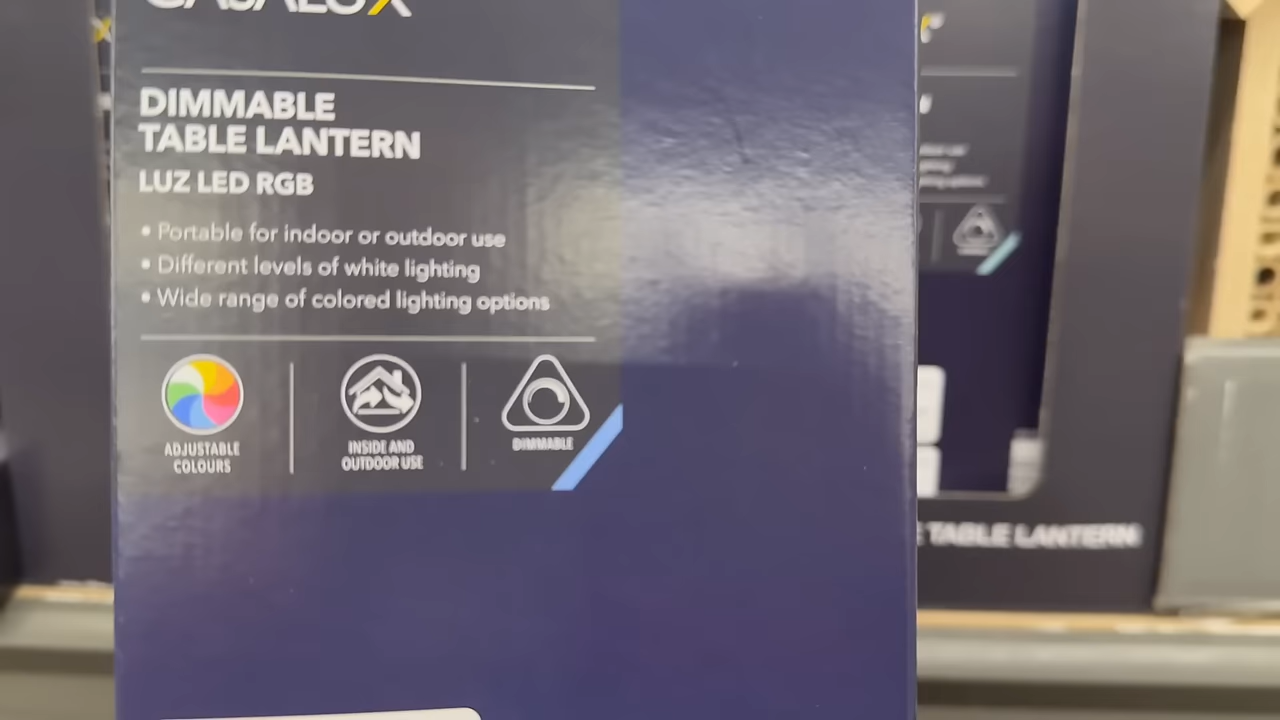 CASALUX
DIMMABLE
TABLE LANTERN
LUZ LED RGB
• Portable for indoor or outdoor use
• Different levels of white lighting
• Wide range of colored lighting options
ADJUSTABLE
COLOURS
INSIDE AND
OUTDOOR USE
DIMMABLE
TABLE LANTERN